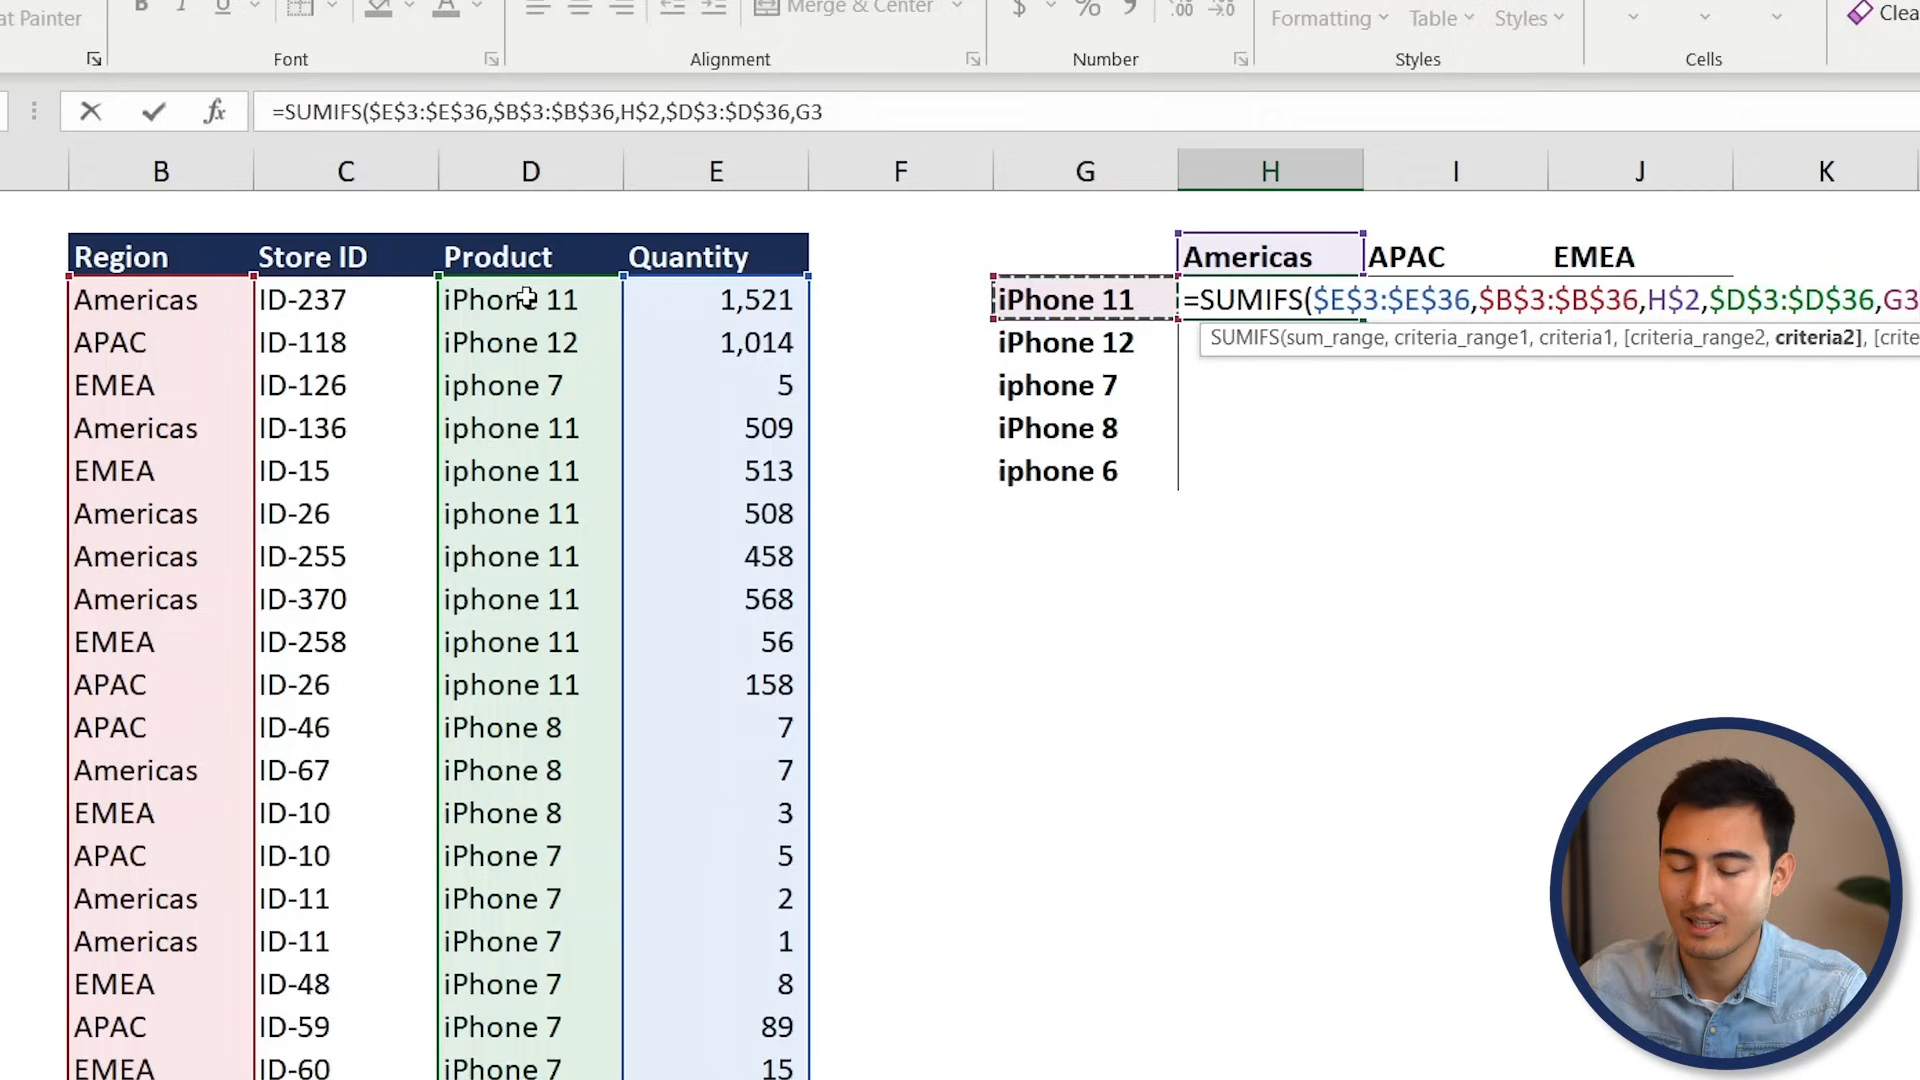 at Painter
B I U A Merge & Center $ % 9 .00 →0 Formatting Table Styles Clea
Font Alignment Number Styles Cells
fx =SUMIFS($E$3:$E$36,$B$3:$B$36,H$2,$D$3:$D$36,G3
B C D E F G H I J K
Region Store ID Product Quantity Americas APAC EMEA
Americas ID-237 iPhone 11 1,521 iPhone 11 =SUMIFS($E$3:$E$36,$B$3:$B$36,H$2,$D$3:$D$36,G3
APAC ID-118 iPhone 12 1,014 iPhone 12 SUMIFS(sum_range, criteria_range1, criteria1, [criteria_range2, criteria2], [crite
EMEA ID-126 iphone 7 5 iphone 7
Americas ID-136 iphone 11 509 iPhone 8
EMEA ID-15 iphone 11 513 iphone 6
Americas ID-26 iphone 11 508
Americas ID-255 iphone 11 458
Americas ID-370 iphone 11 568
EMEA ID-258 iphone 11 56
APAC ID-26 iphone 11 158
APAC ID-46 iPhone 8 7
Americas ID-67 iPhone 8 7
EMEA ID-10 iPhone 8 3
APAC ID-10 iPhone 7 5
Americas ID-11 iPhone 7 2
Americas ID-11 iPhone 7 1
EMEA ID-48 iPhone 7 8
APAC ID-59 iPhone 7 89
EMEA ID-60 iPhone 7 15